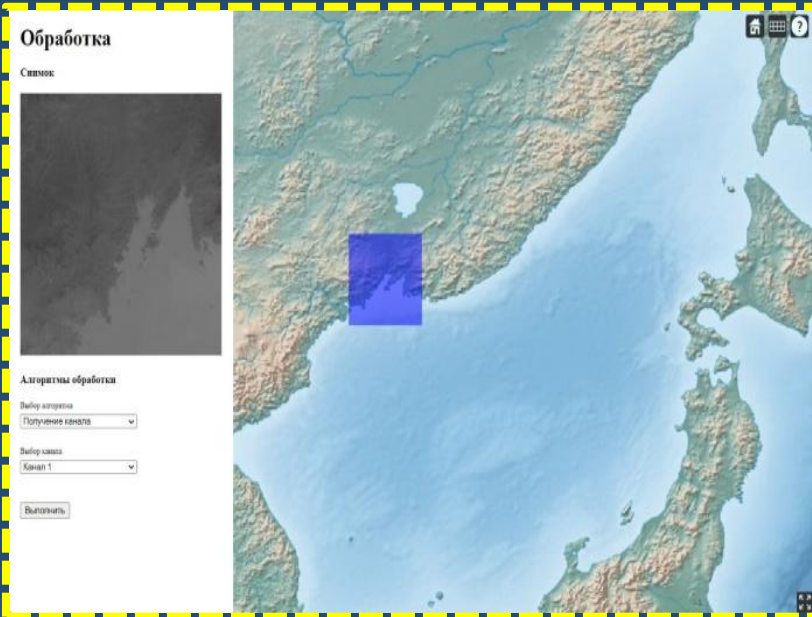 Обработка
Снимок
Алгоритмы обработки
Выбор алгоритма
Получение канала
Выбор канала
Канал 1
Выполнить
?